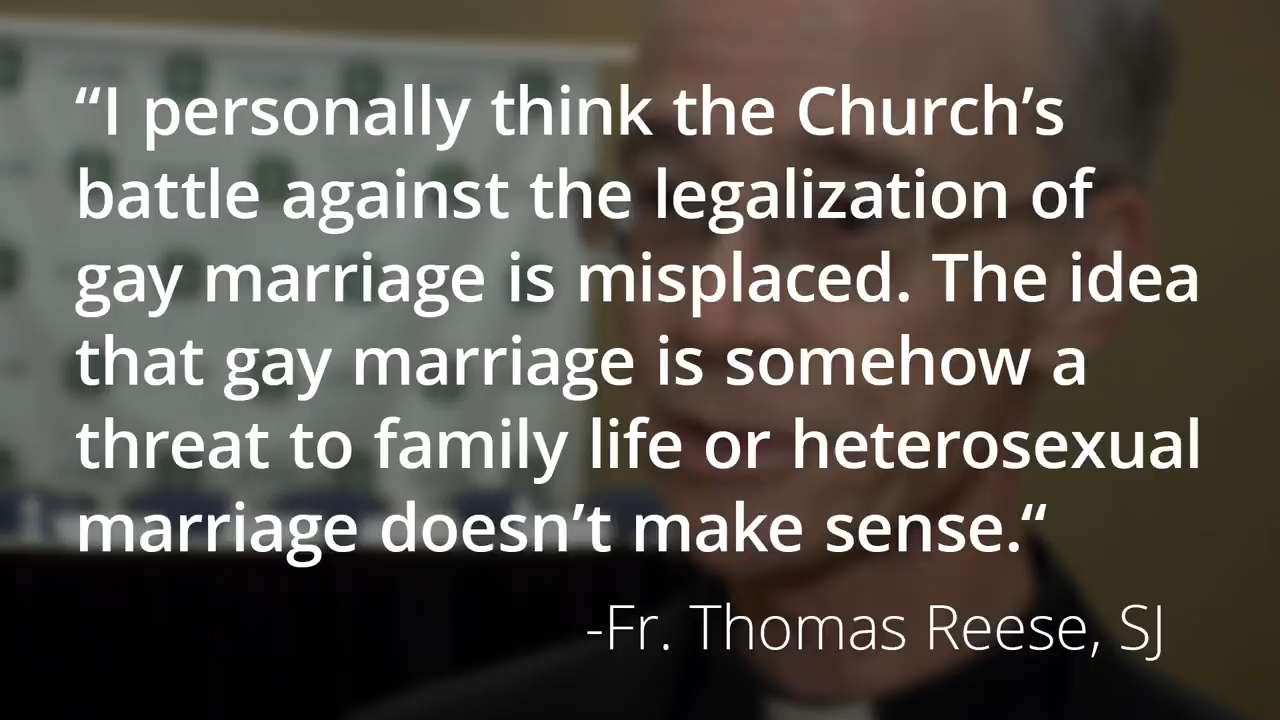 “I personally think the Church’s
battle against the legalization of
gay marriage is misplaced. The idea
that gay marriage is somehow a
threat to family life or heterosexual
marriage doesn’t make sense.“
-Fr. Thomas Reese, SJ